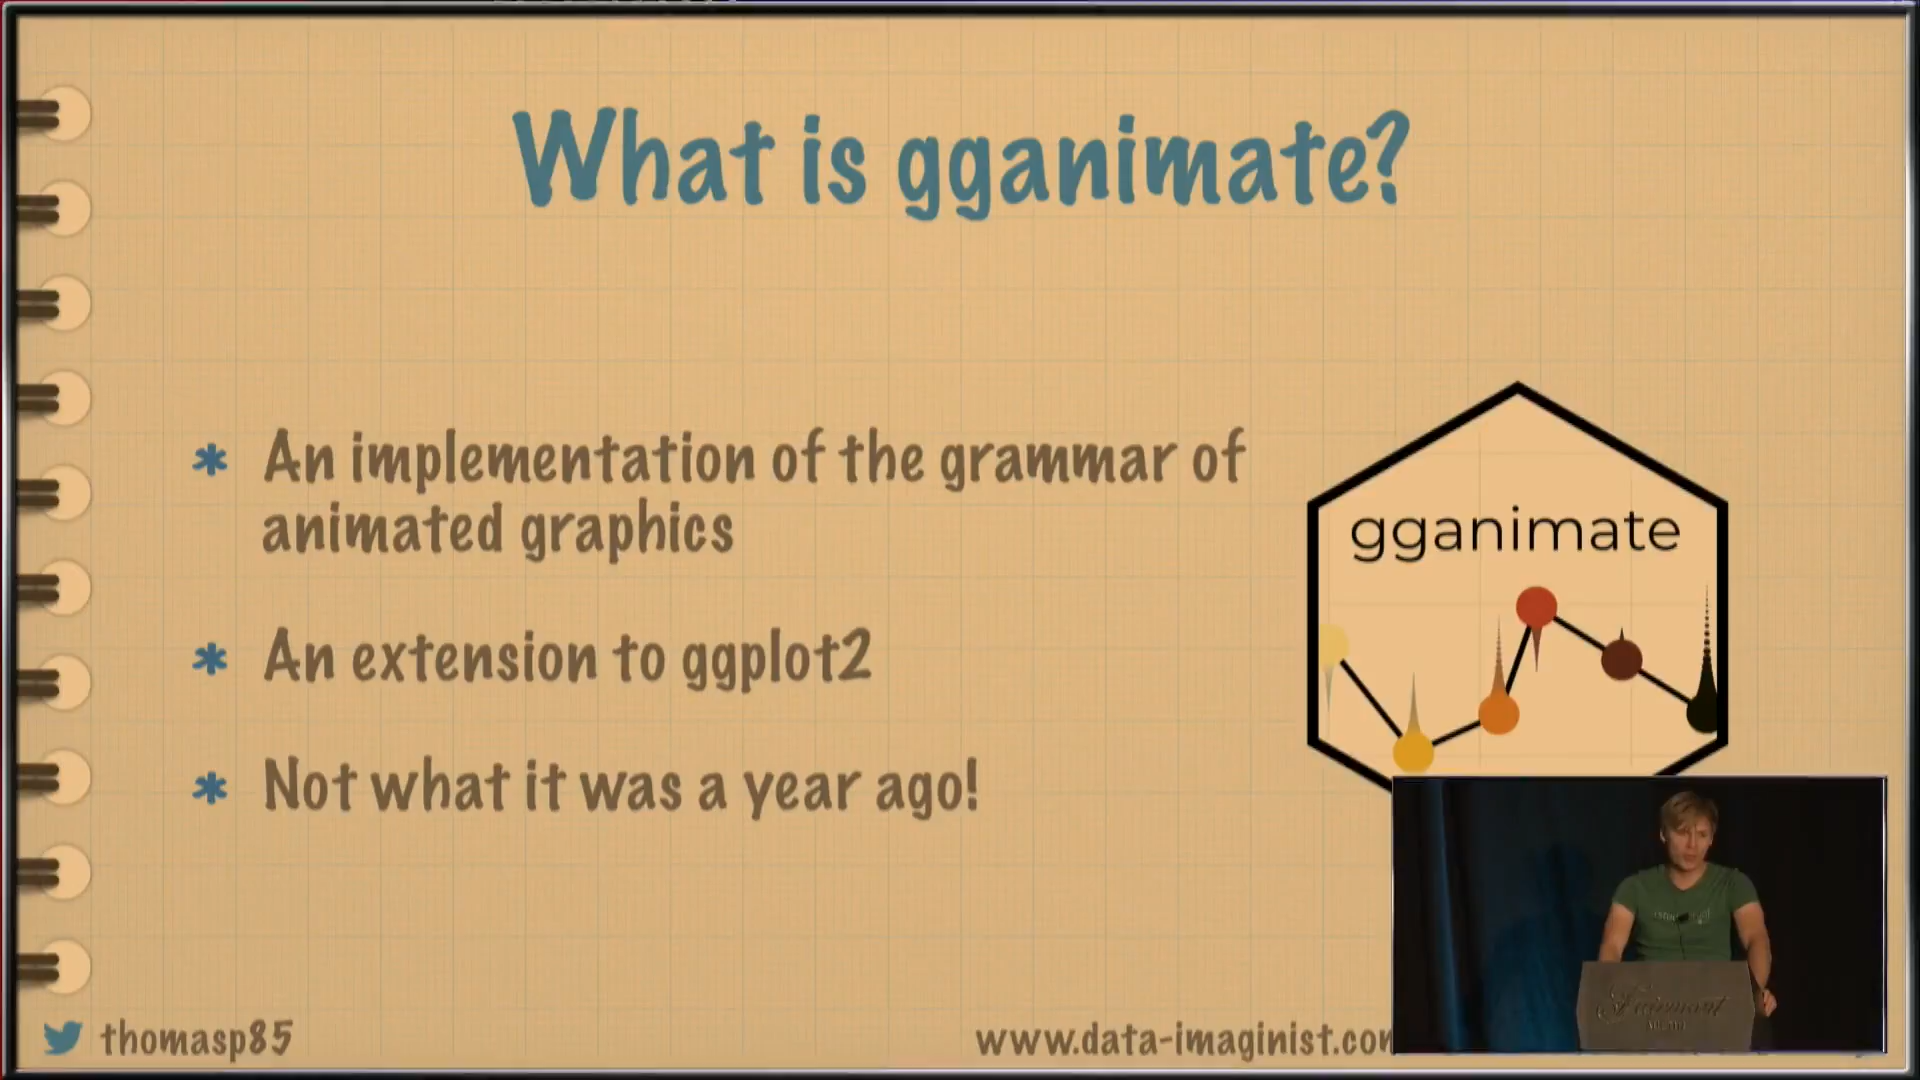 What is gganimate?
* An implementation of the grammar of
animated graphics
* An extension to ggplot2
* Not what it was a year ago!
gganimate
thomasp85
www.data-imaginist.com
Fairmont